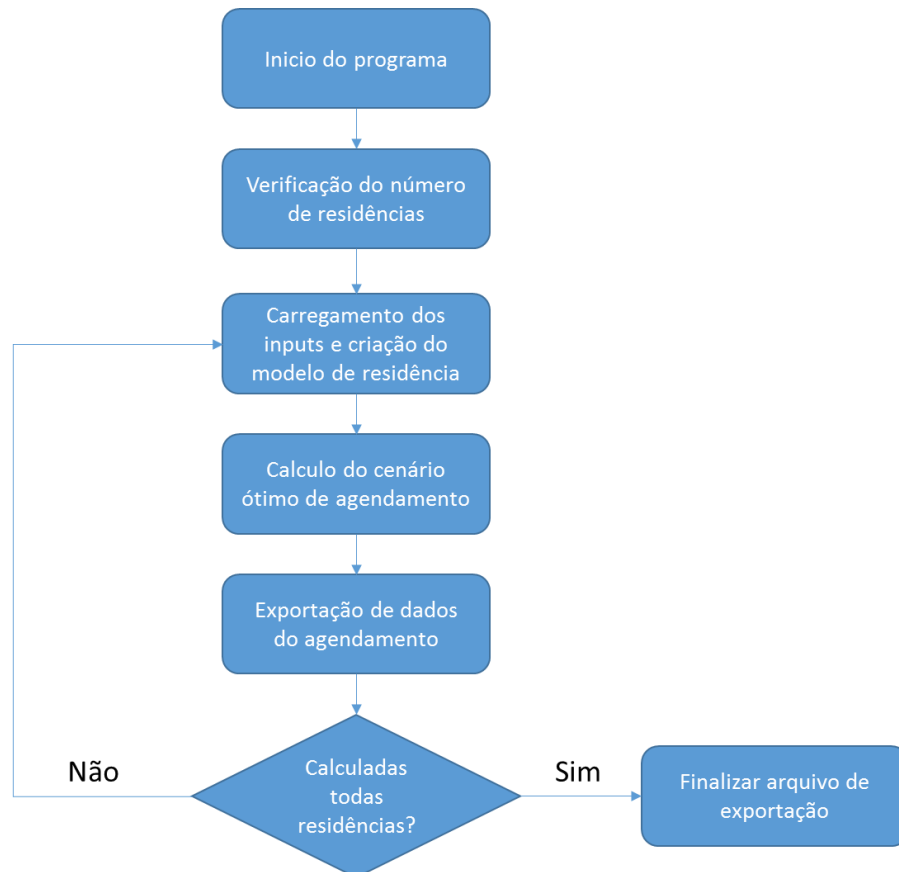 Inicio do programa
Verificação do número
de residências
Carregamento dos
inputs e criação do
modelo de residência
Calculo do cenário
ótimo de agendamento
Exportação de dados
do agendamento
Não
Calculadas
todas
residências?
Sim
Finalizar arquivo de
exportação